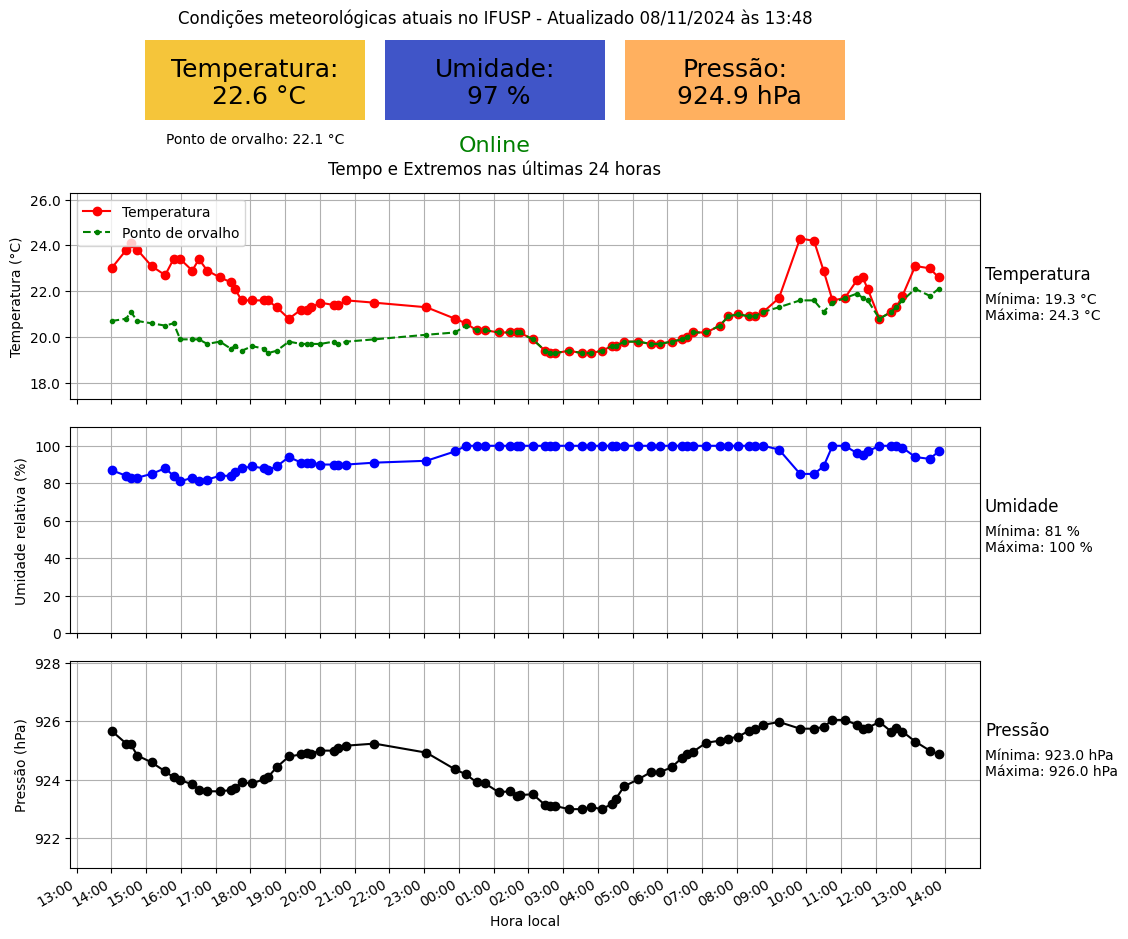 Condições meteorológicas atuais no IFUSP - Atualizado 08/11/2024 às 13:48
Temperatura:
22.6 °C
Umidade:
97 %
Pressão:
924.9 hPa
Ponto de orvalho: 22.1 °C
Online
Tempo e Extremos nas últimas 24 horas
Temperatura (°C)
26.0
24.0
22.0
20.0
18.0
Temperatura
Ponto de orvalho
Temperatura
Mínima: 19.3 °C
Máxima: 24.3 °C
Umidade relativa (%)
100
80
60
40
20
0
Umidade
Mínima: 81 %
Máxima: 100 %
Pressão (hPa)
928
926
924
922
Pressão
Mínima: 923.0 hPa
Máxima: 926.0 hPa
13:00 14:00 15:00 16:00 17:00 18:00 19:00 20:00 21:00 22:00 23:00 00:00 01:00 02:00 03:00 04:00 05:00 06:00 07:00 08:00 09:00 10:00 11:00 12:00 13:00 14:00
Hora local